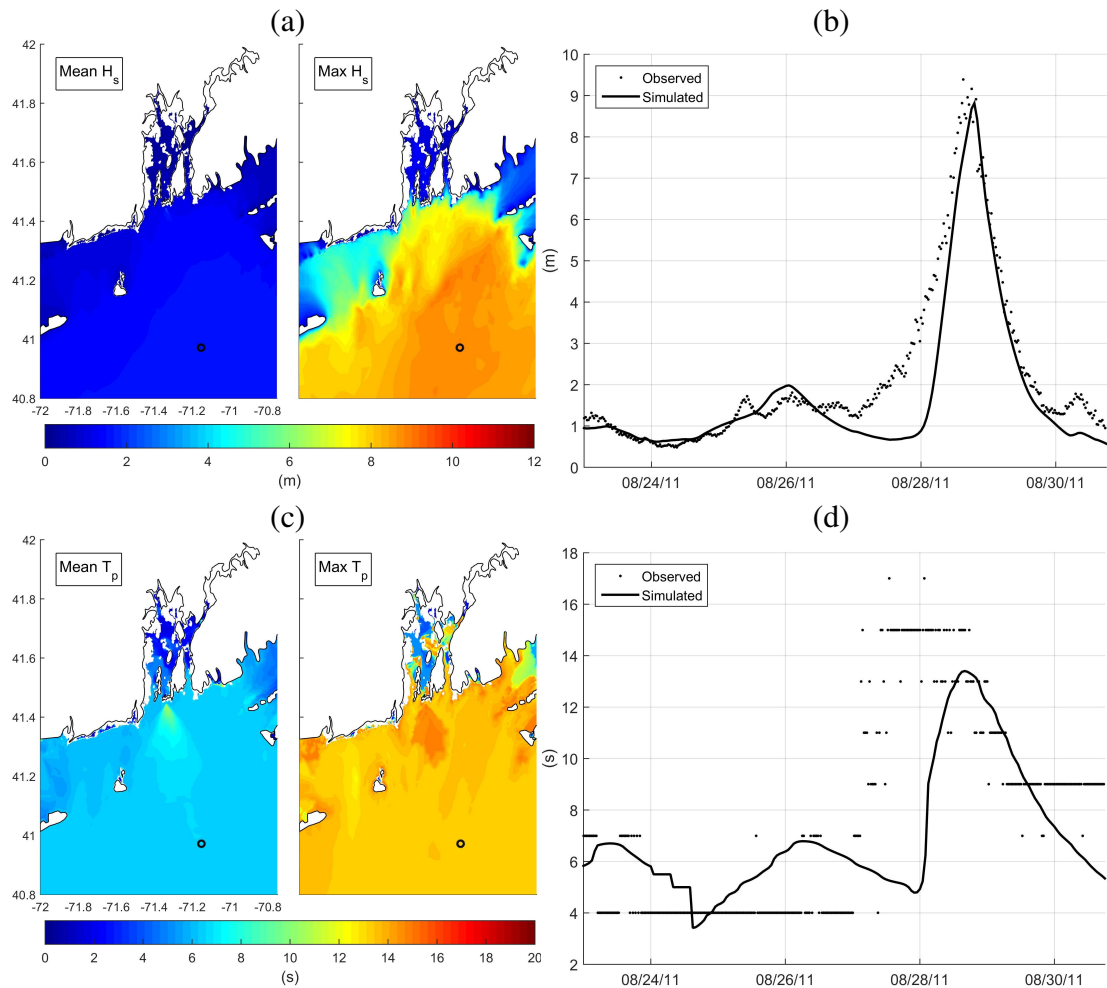 (a)
(b)
Mean H_s
Max H_s
42
41.8
41.6
41.4
41.2
41
40.8
-72 -71.8 -71.6 -71.4 -71.2 -71 -70.8
0 2 4 6 8 10 12
(m)
10
9
8
7
6
5
4
3
2
1
0
(m)
Observed
Simulated
08/24/11 08/26/11 08/28/11 08/30/11
(c)
(d)
Mean T_p
Max T_p
42
41.8
41.6
41.4
41.2
41
40.8
-72 -71.8 -71.6 -71.4 -71.2 -71 -70.8
0 2 4 6 8 10 12 14 16 18 20
(s)
18
16
14
12
10
8
6
4
2
(s)
Observed
Simulated
08/24/11 08/26/11 08/28/11 08/30/11